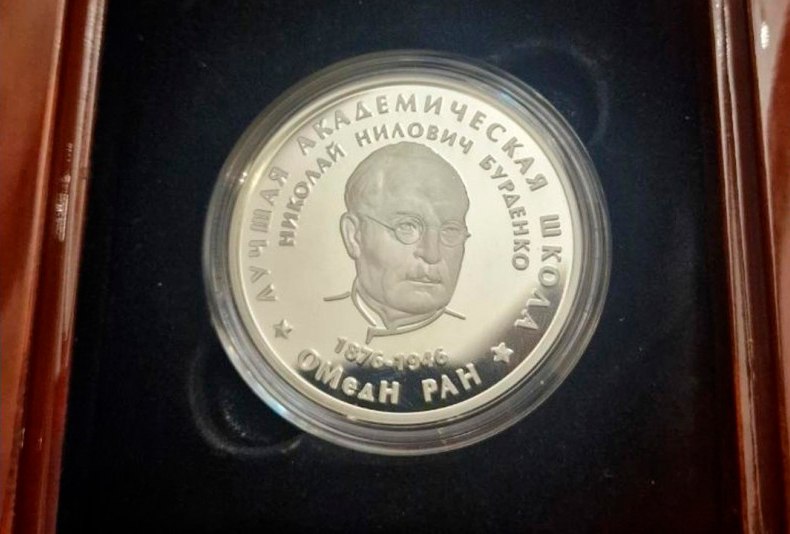 ЛУЧШАЯ АКАДЕМИЧЕСКАЯ ШКОЛА
НИКОЛАЙ НИЛОВИЧ БУРДЕНКО
1876-1946
★ ОМедН РАН ★